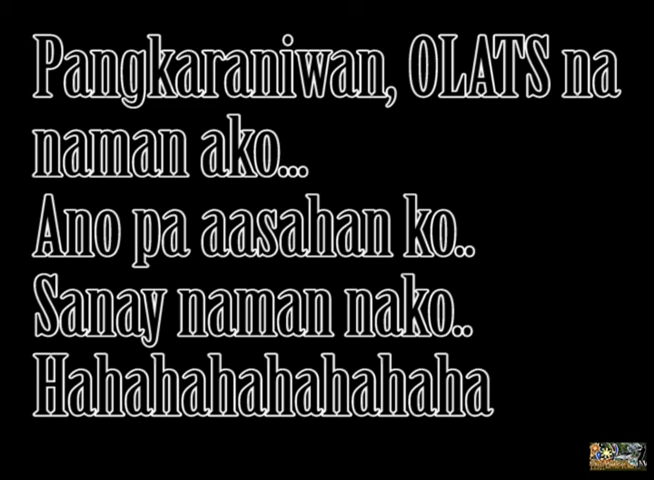 Pangkaraniwan, OLATS na
naman ako...
Ano pa aasahan ko..
Sanay naman nako..
Hahahahahahahaha